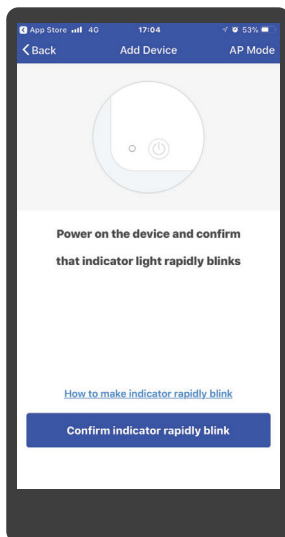 App Store 4G 17:04 53%
Back Add Device AP Mode
Power on the device and confirm
that indicator light rapidly blinks
How to make indicator rapidly blink
Confirm indicator rapidly blink